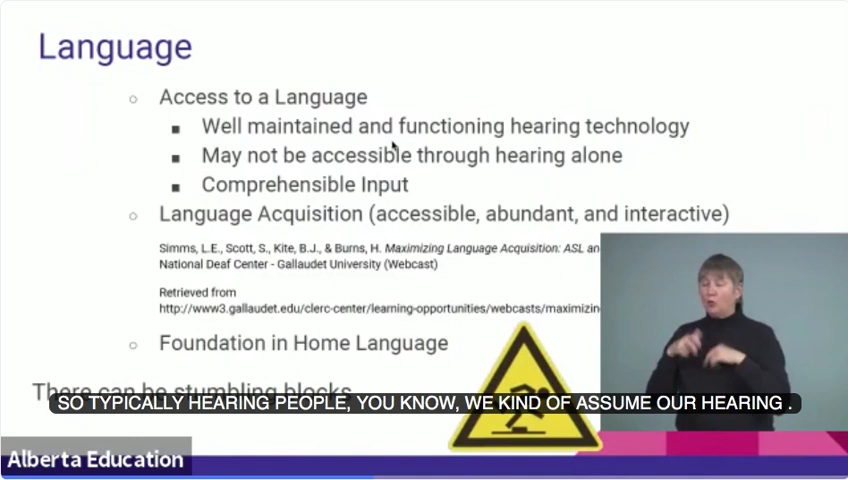 Language
Access to a Language
Well maintained and functioning hearing technology
May not be accessible through hearing alone
Comprehensible Input
Language Acquisition (accessible, abundant, and interactive)
Simms, L.E., Scott, S., Kite, B.J., & Burns, H. Maximizing Language Acquisition: ASL an
National Deaf Center - Gallaudet University (Webcast)
Retrieved from
http://www3.gallaudet.edu/clerc-center/learning-opportunities/webcasts/maximizin
Foundation in Home Language
There can be stumbling blocks
SO TYPICALLY HEARING PEOPLE, YOU KNOW, WE KIND OF ASSUME OUR HEARING .
Alberta Education